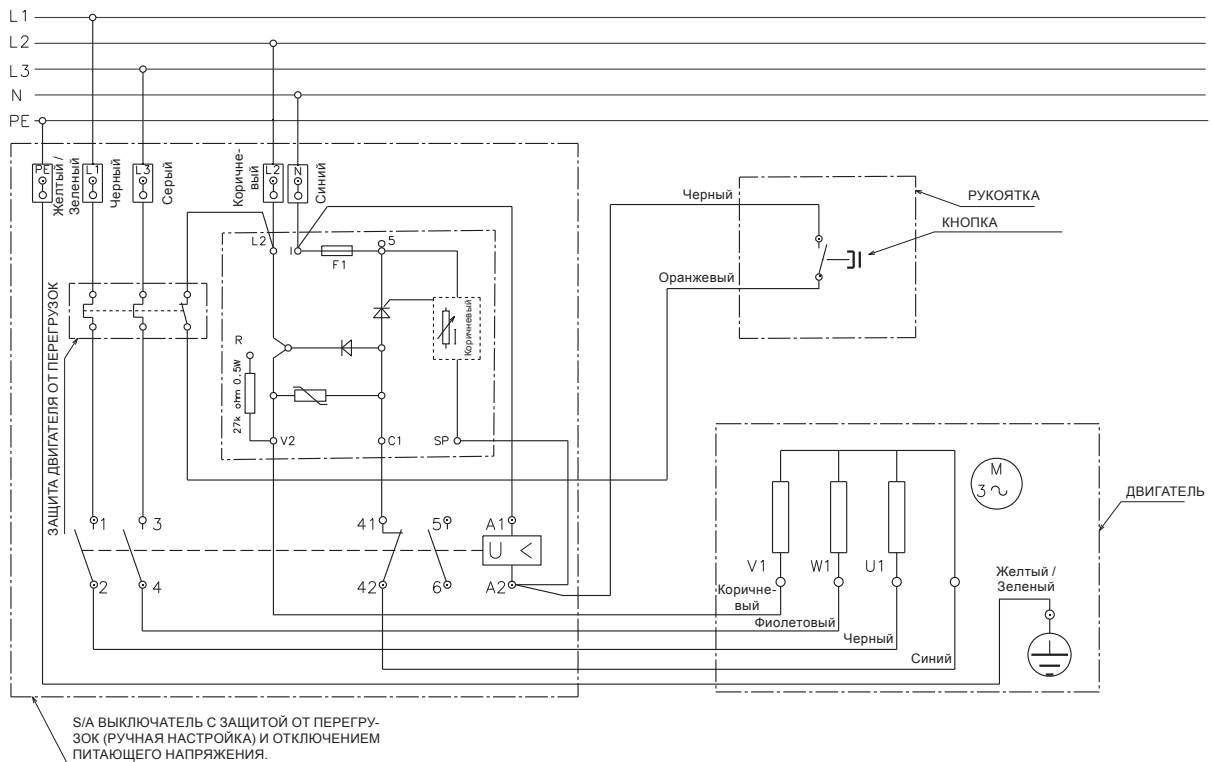 L1
L2
L3
N
PE
PE
Желтый /
Зеленый
L1
Черный
L3
Серый
Коричне-
вый
L2
N
Синий
Черный
РУКОЯТКА
КНОПКА
Оранжевый
ЗАЩИТА ДВИГАТЕЛЯ ОТ ПЕРЕГРУЗОК
L2
I
F1
5
Коричневый
R
27k ohm 0.5W
V2
C1
SP
1
3
41
5
A1
U <
2
4
42
6
A2
M
3~
ДВИГАТЕЛЬ
V1
W1
U1
Коричне-
вый
Фиолетовый
Черный
Синий
Желтый /
Зеленый
S/A ВЫКЛЮЧАТЕЛЬ С ЗАЩИТОЙ ОТ ПЕРЕГРУ-
ЗОК (РУЧНАЯ НАСТРОЙКА) И ОТКЛЮЧЕНИЕМ
ПИТАЮЩЕГО НАПРЯЖЕНИЯ.